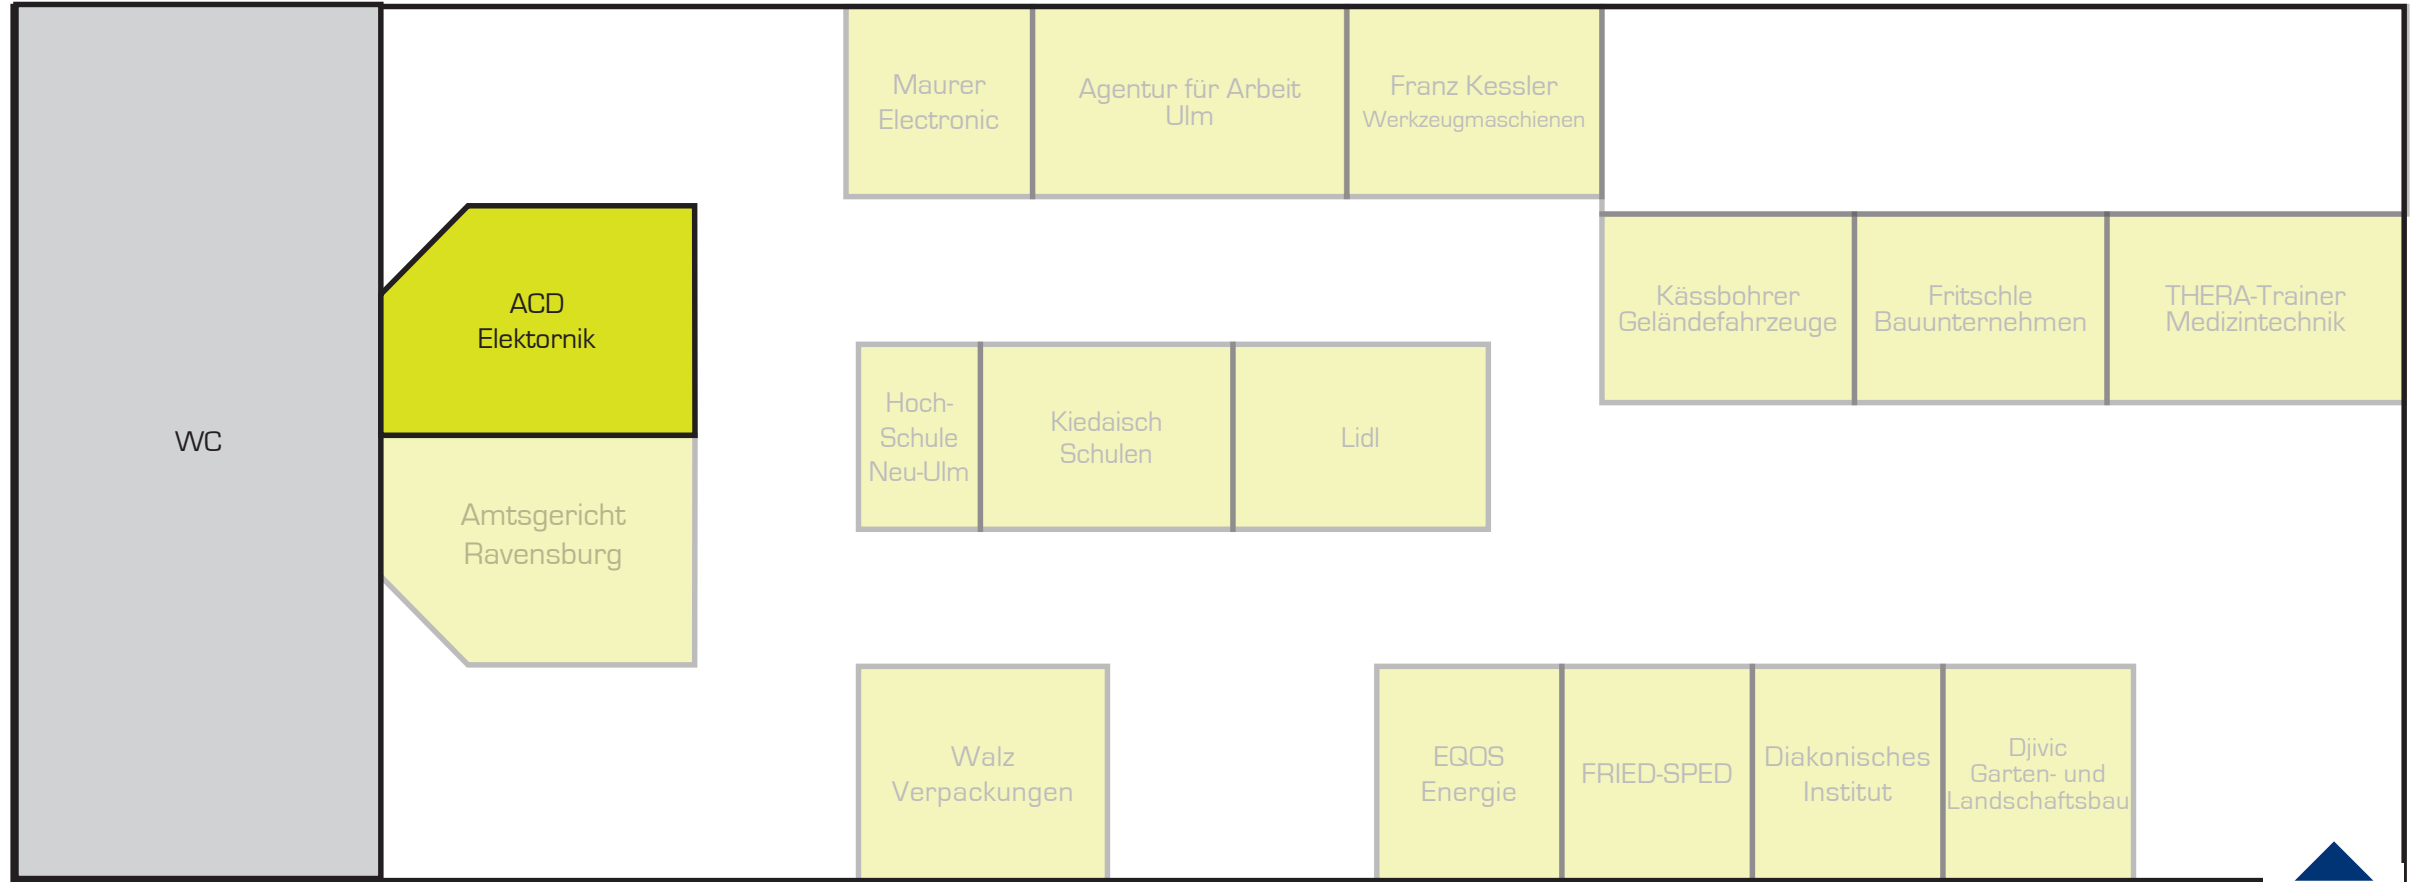 Maurer
Electronic
Agentur für Arbeit
Ulm
Franz Kessler
Werkzeugmaschienen
Kässbohrer
Geländefahrzeuge
Fritschle
Bauunternehmen
THERA-Trainer
Medizintechnik
ACD
Elektornik
WC
Hoch-
Schule
Neu-Ulm
Kiedaisch
Schulen
Lidl
Amtsgericht
Ravensburg
Walz
Verpackungen
EQOS
Energie
FRIED-SPED
Diakonisches
Institut
Djivic
Garten- und
Landschaftsbau